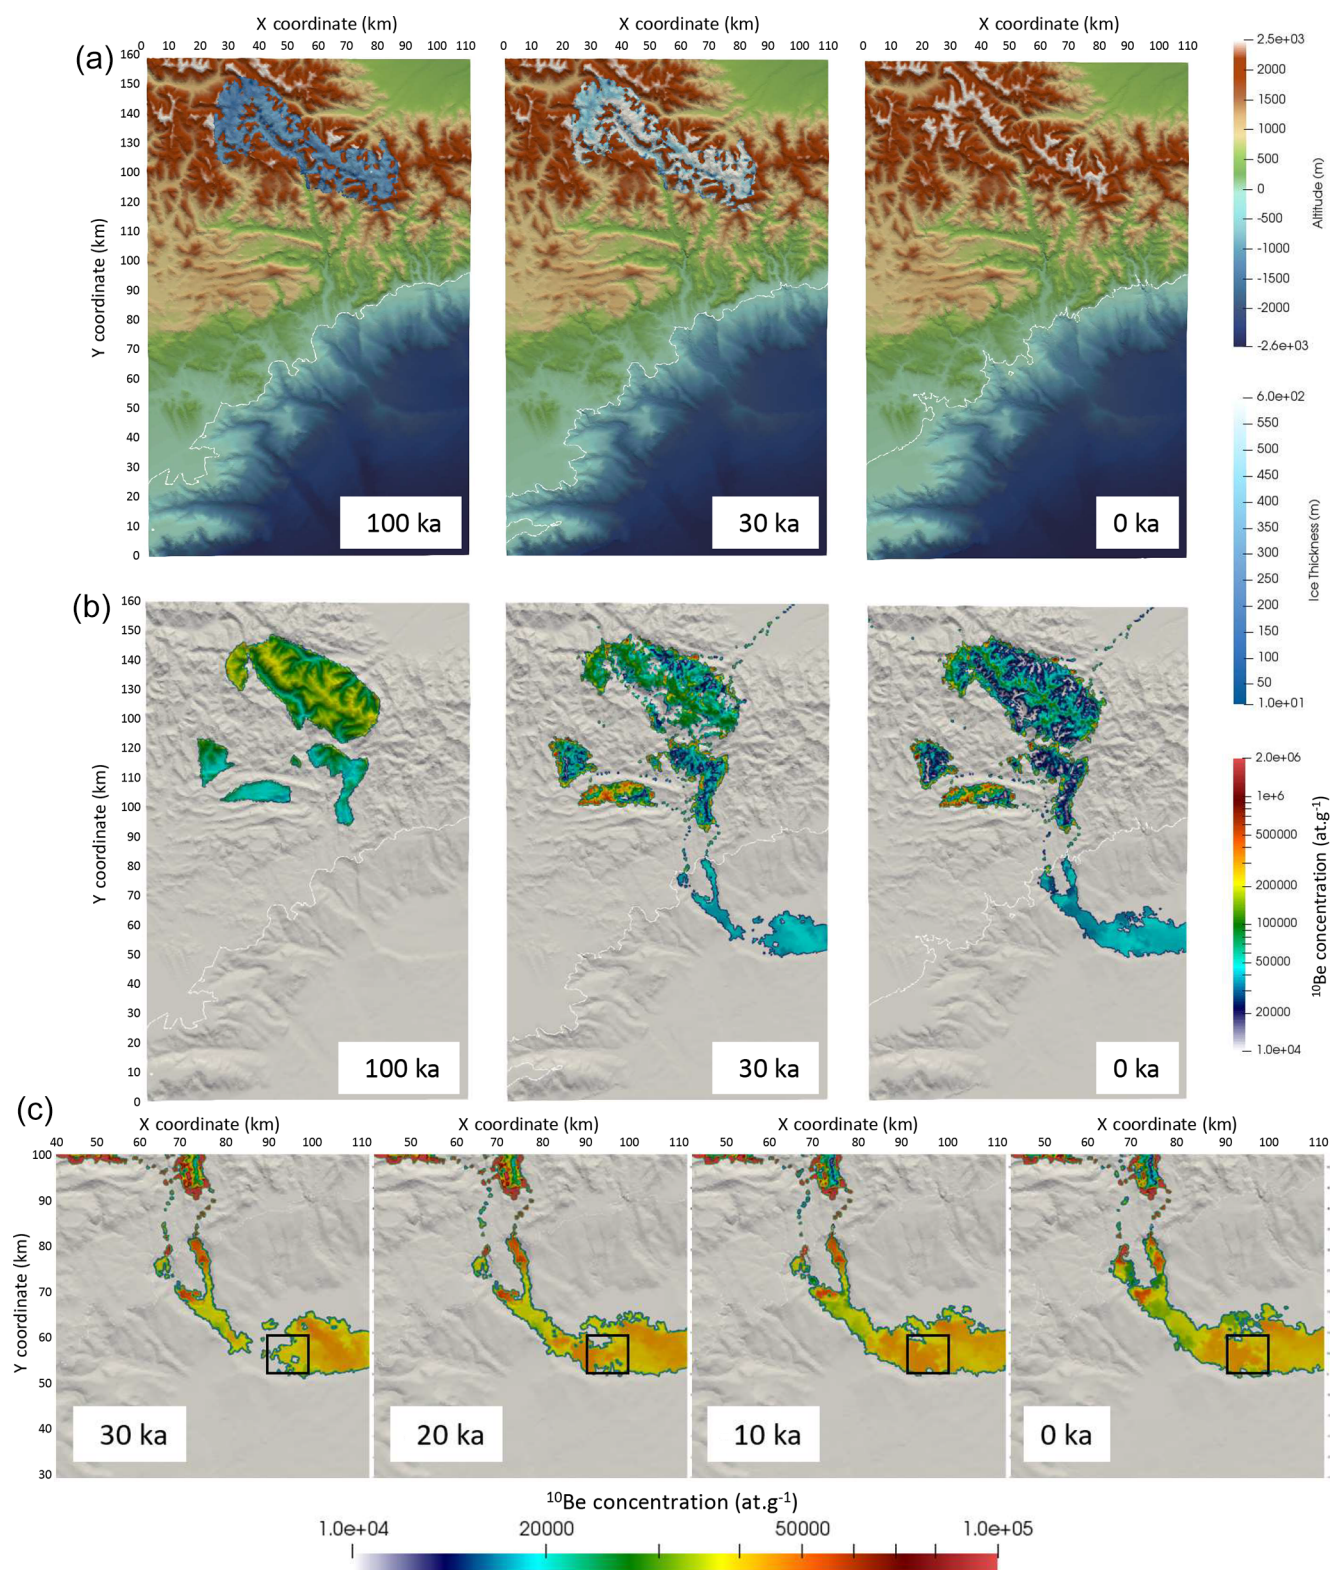 X coordinate (km) X coordinate (km) X coordinate (km)
(a)
0 10 20 30 40 50 60 70 80 90 100 110 0 10 20 30 40 50 60 70 80 90 100 110 0 10 20 30 40 50 60 70 80 90 100 110
160
150
140
130
100
120
110
100
90
80
70
60
50
40
30
20
10
0
Y coordinate (km)
100 ka
30 ka
0 ka
2.5e+03
2000
1500
1000
500
0
-500
-1000
-1500
-2000
-2.6e+03
Altitude (m)
6.0e+02
550
500
450
400
350
300
250
200
150
100
50
1.0e+01
Ice Thickness (m)
(b)
160
150
140
130
100
120
110
100
90
80
70
60
50
40
30
20
10
0
Y coordinate (km)
100 ka
30 ka
0 ka
2.0e+06
1e+6
500000
200000
100000
50000
20000
1.0e+04
¹⁰Be concentration (at.g⁻¹)
(c)
X coordinate (km) X coordinate (km) X coordinate (km) X coordinate (km)
40 50 60 70 80 90 100 110 50 60 70 80 90 100 110 50 60 70 80 90 100 110 50 60 70 80 90 100 110
100
90
80
70
60
50
40
30
Y coordinate (km)
30 ka
20 ka
10 ka
0 ka
¹⁰Be concentration (at.g⁻¹)
1.0e+04 20000 50000 1.0e+05